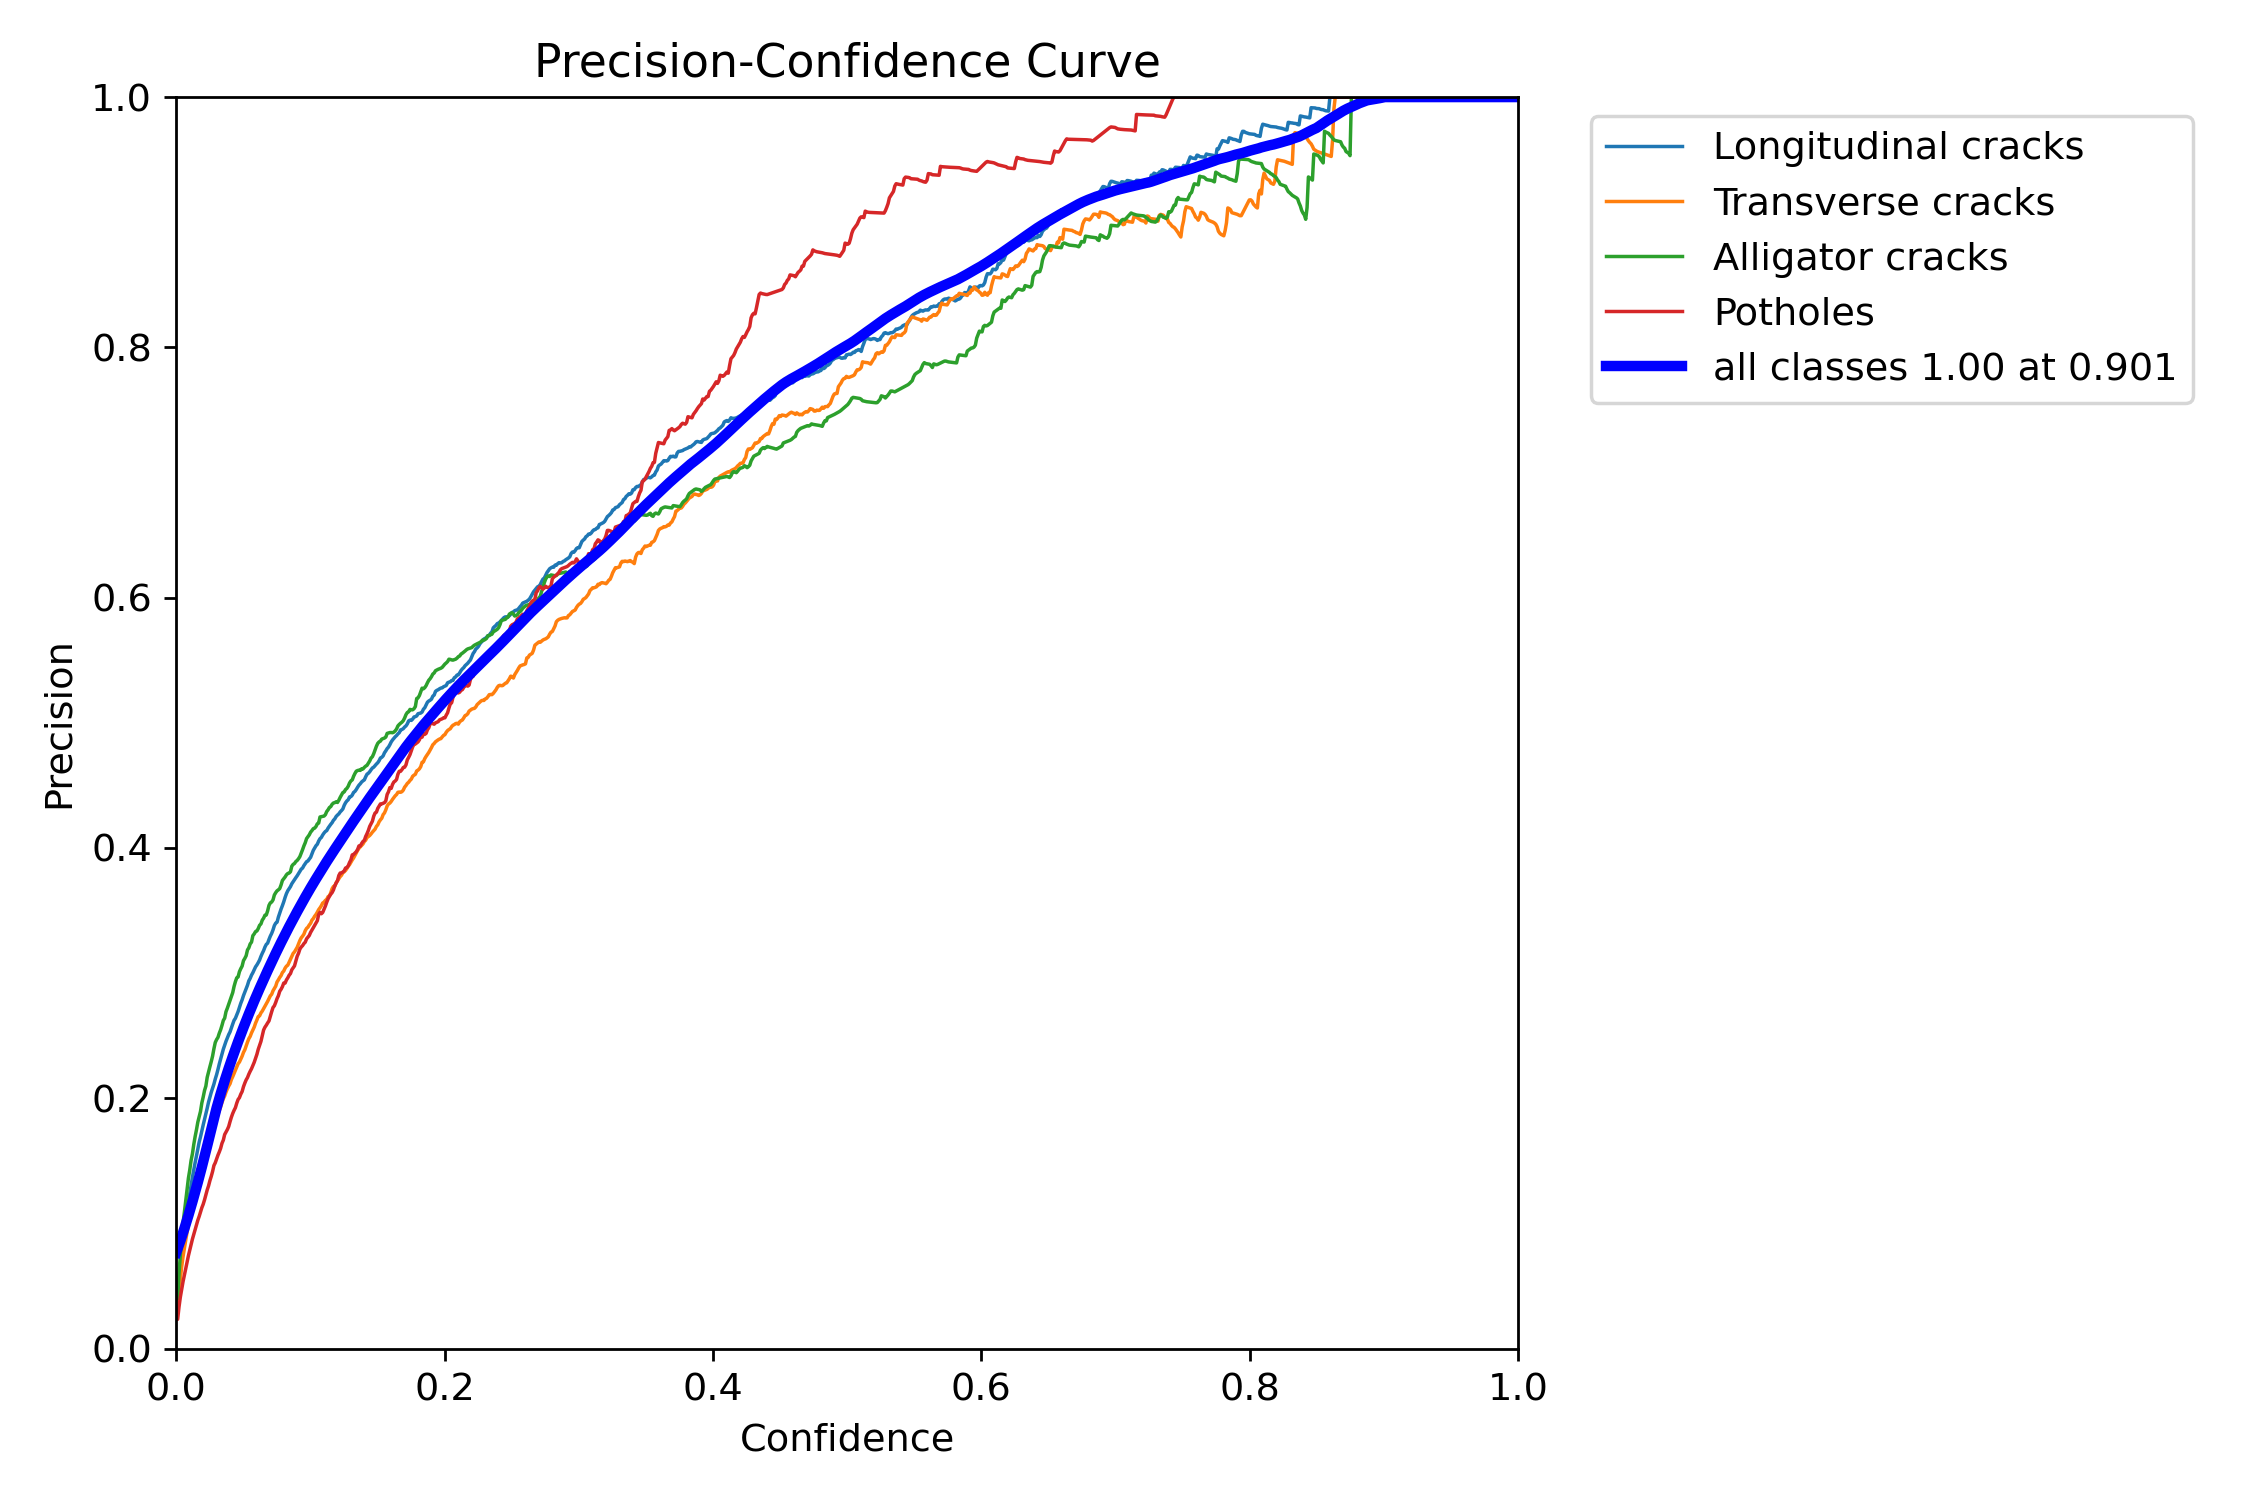 Precision-Confidence Curve
1.0
0.8
0.6
0.4
0.2
0.0
Precision
0.0 0.2 0.4 0.6 0.8 1.0
Confidence
Longitudinal cracks
Transverse cracks
Alligator cracks
Potholes
all classes 1.00 at 0.901